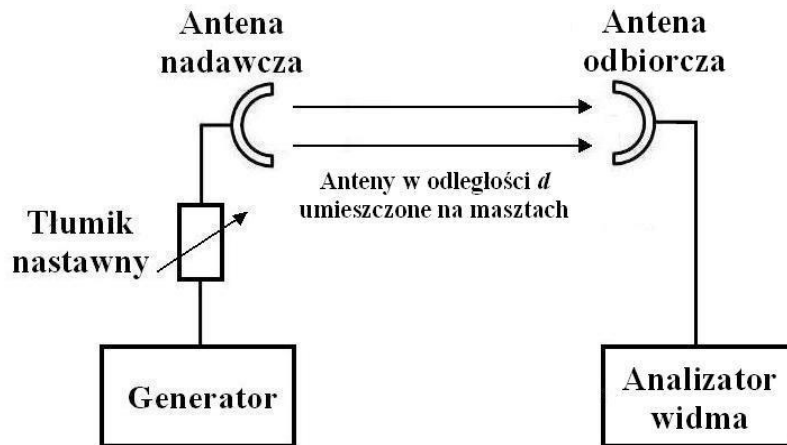 Antena
nadawcza
Antena
odbiorcza
Anteny w odległości d
umieszczone na masztach
Tłumik
nastawny
Generator
Analizator
widma